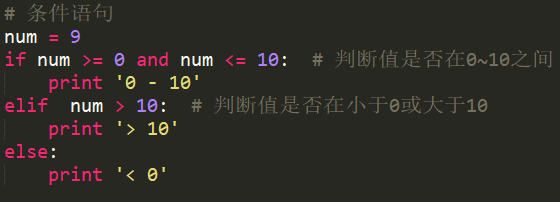 # 条件语句
num = 9
if num >= 0 and num <= 10:  # 判断值是否在0~10之间
    print '0 - 10'
elif  num > 10:  # 判断值是否在小于0或大于10
    print '> 10'
else:
    print '< 0'